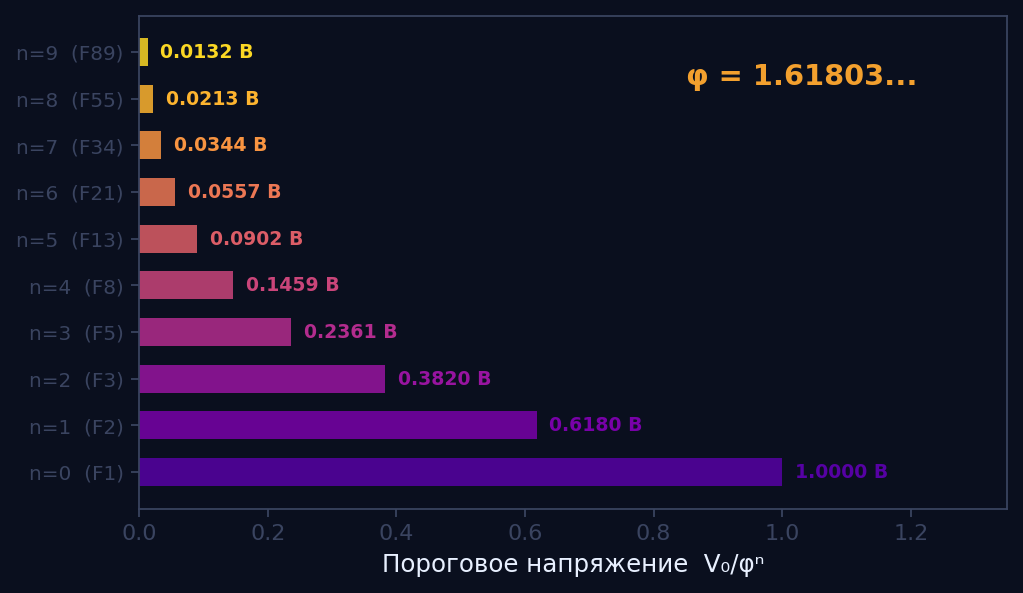 n=9 (F89) 0.0132 В
φ = 1.61803...
n=8 (F55) 0.0213 В
n=7 (F34) 0.0344 В
n=6 (F21) 0.0557 В
n=5 (F13) 0.0902 В
n=4 (F8) 0.1459 В
n=3 (F5) 0.2361 В
n=2 (F3) 0.3820 В
n=1 (F2) 0.6180 В
n=0 (F1) 1.0000 В
0.0 0.2 0.4 0.6 0.8 1.0 1.2
Пороговое напряжение V₀/φⁿ